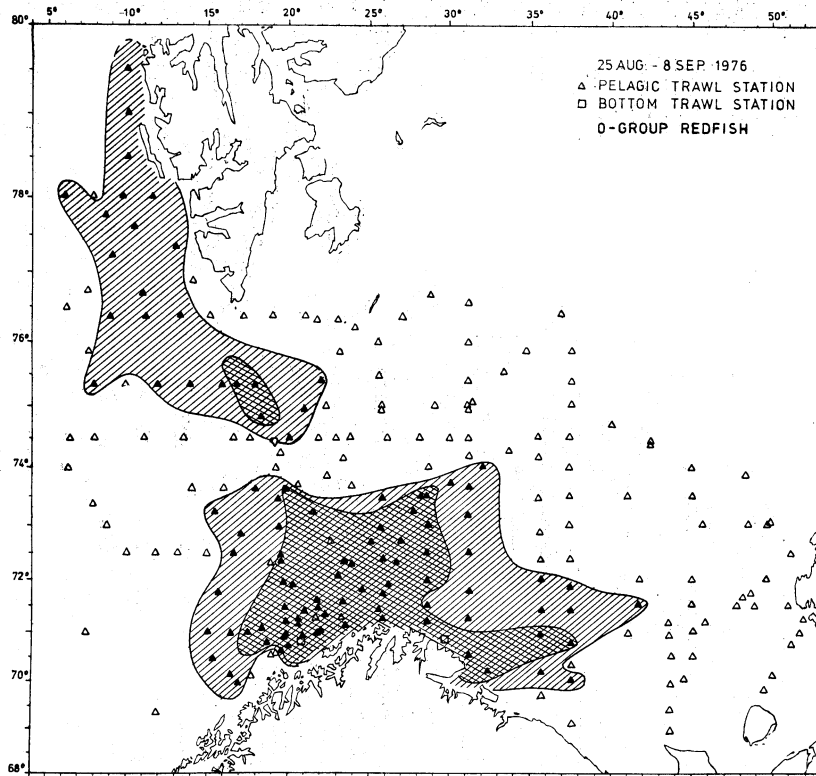 5° 10° 15° 20° 25° 30° 35° 40° 45° 50°
80°
25 AUG. - 8 SEP. 1976
△ PELAGIC TRAWL STATION
□ BOTTOM TRAWL STATION
0-GROUP REDFISH
78°
76°
74°
72°
70°
68°